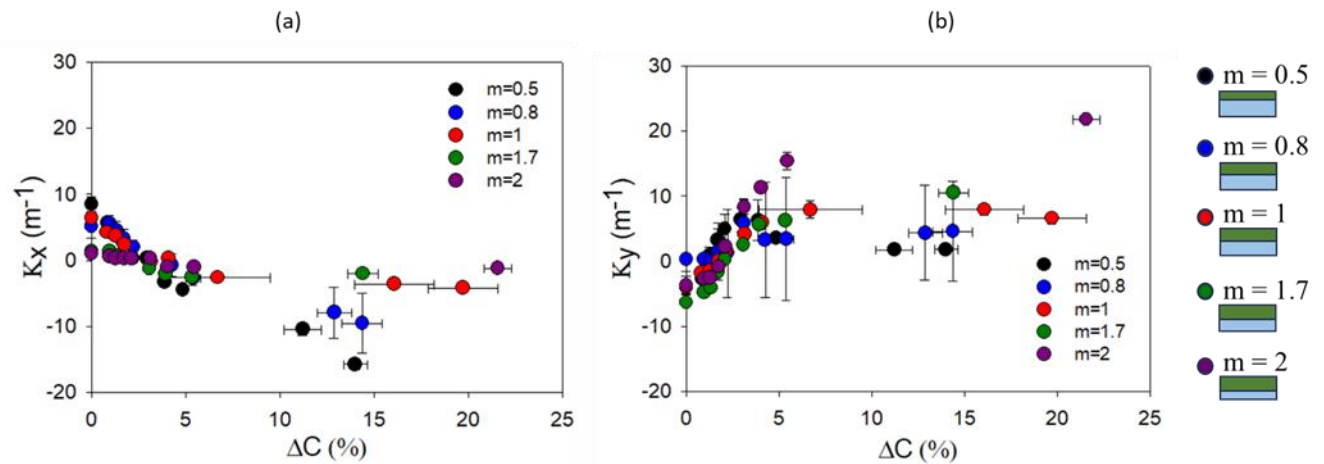 (a)
(b)
30
20
10
0
-10
-20
0
5
10
15
20
25
Kx (m-1)
ΔC (%)
m=0.5
m=0.8
m=1
m=1.7
m=2
30
20
10
0
-10
-20
0
5
10
15
20
25
Ky (m-1)
ΔC (%)
m=0.5
m=0.8
m=1
m=1.7
m=2
m = 0.5
m = 0.8
m = 1
m = 1.7
m = 2